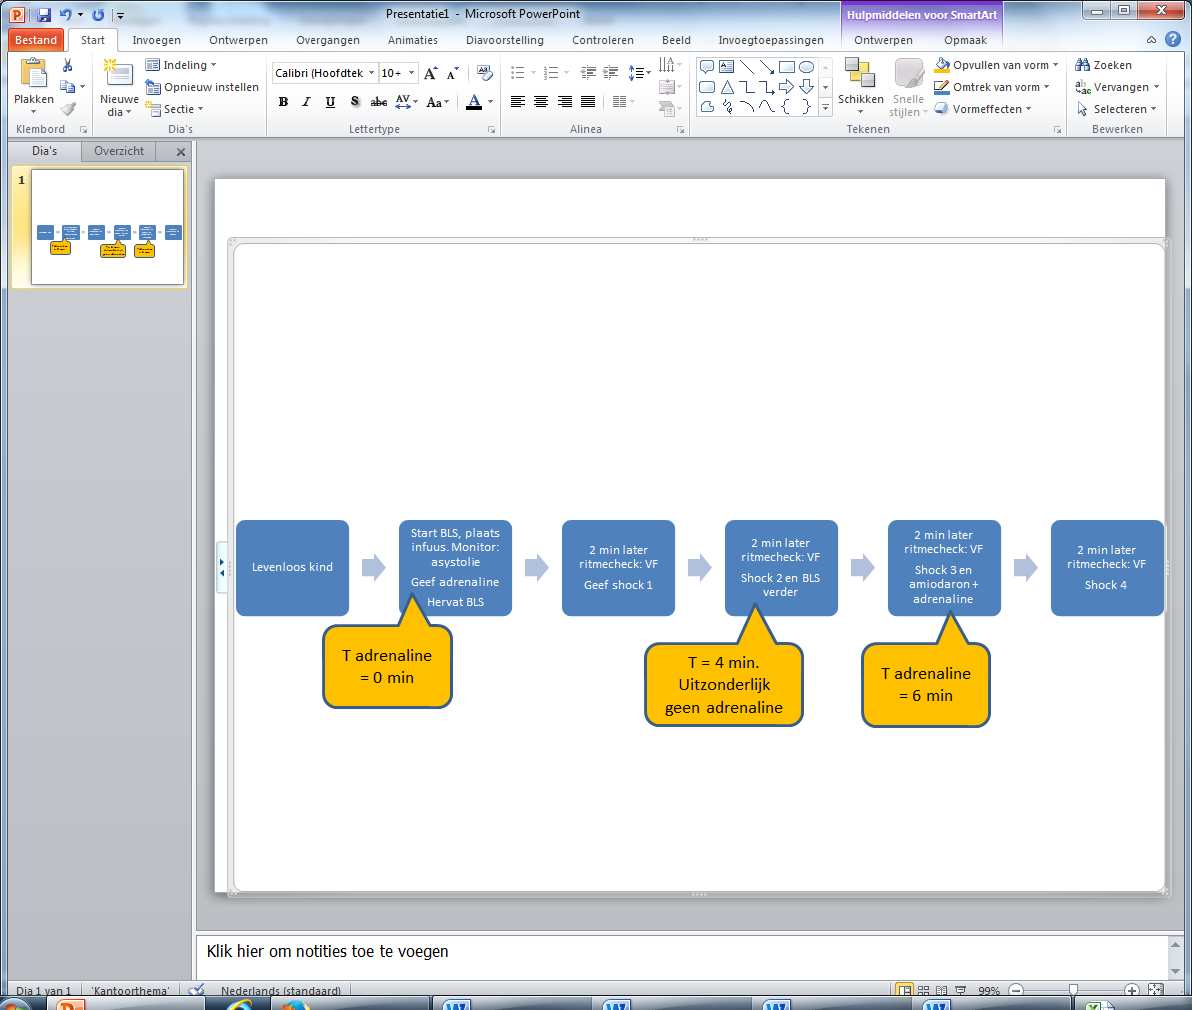 Presentatie1 - Microsoft PowerPoint
Hulpmiddelen voor SmartArt
Bestand Start Invoegen Ontwerpen Overgangen Animaties Diavoorstelling Controleren Beeld Invoegtoepassingen Ontwerpen Opmaak
Plakken
Klembord
Nieuwe dia
Indeling
Opnieuw instellen
Sectie
Dia's
Calibri (Hoofdtek 10+
B I U S abc AV Aa A
Lettertype
Alinea
Schikken
Snelle stijlen
Opvullen van vorm
Omtrek van vorm
Vormeffecten
Tekenen
Zoeken
Vervangen
Selecteren
Bewerken
Dia's Overzicht
1
Levenloos kind
Start BLS, plaats
infuus. Monitor:
asystolie
Geef adrenaline
Hervat BLS
2 min later
ritmecheck: VF
Geef shock 1
2 min later
ritmecheck: VF
Shock 2 en BLS
verder
2 min later
ritmecheck: VF
Shock 3 en
amiodaron +
adrenaline
2 min later
ritmecheck: VF
Shock 4
T adrenaline
= 0 min
T = 4 min.
Uitzonderlijk
geen adrenaline
T adrenaline
= 6 min
Klik hier om notities toe te voegen
Dia 1 van 1 'Kantoorthema' Nederlands (standaard) 99%